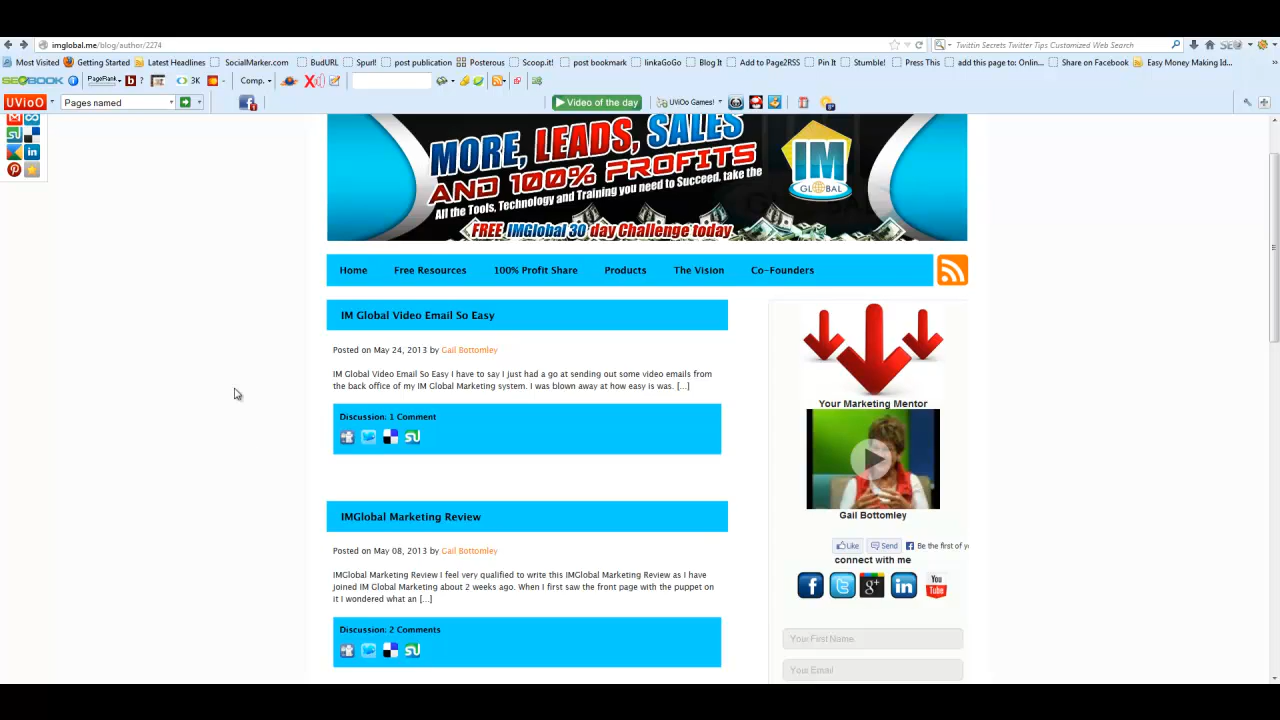 imglobal.me/blog/author/2274
Twittin Secrets Twitter Tips Customized Web Search
Most Visited Getting Started Latest Headlines SocialMarker.com BudURL Spurl! post publication Posterous Scoop.it! post bookmark linkaGoGo Blog It Add to Page2RSS Pin It Stumble! Press This add this page to: Onlin... Share on Facebook Easy Money Making Id...
SEOBOOK PageRank b ? 3K Comp.
UViOO Pages named Video of the day UViOo Games!
MORE, LEADS, SALES
AND 100% PROFITS
All the Tools, Technology and Training you need to Succeed. take the
FREE IMGlobal 30 day Challenge today
IM
GLOBAL
Home Free Resources 100% Profit Share Products The Vision Co-Founders
IM Global Video Email So Easy
Posted on May 24, 2013 by Gail Bottomley
IM Global Video Email So Easy I have to say I just had a go at sending out some video emails from
the back office of my IM Global Marketing system. I was blown away at how easy is was. [...]
Discussion: 1 Comment
IMGlobal Marketing Review
Posted on May 08, 2013 by Gail Bottomley
IMGlobal Marketing Review I feel very qualified to write this IMGlobal Marketing Review as I have
joined IM Global Marketing about 2 weeks ago. When I first saw the front page with the puppet on
it I wondered what an [...]
Discussion: 2 Comments
Your Marketing Mentor
Gail Bottomley
Like Send Be the first of y
connect with me
You
Tube
Your First Name
Your Email